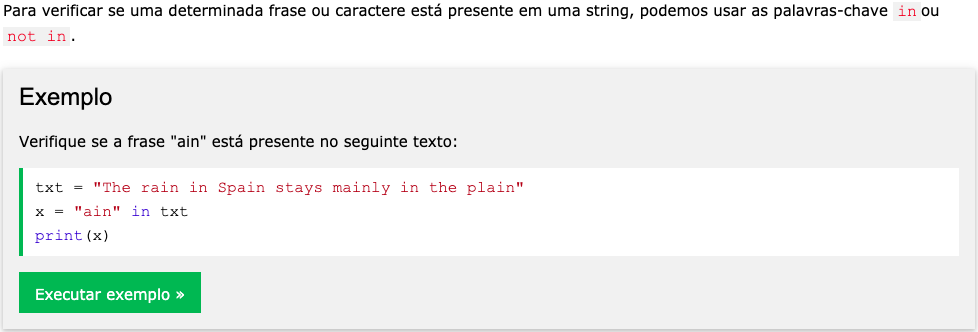 Para verificar se uma determinada frase ou caractere está presente em uma string, podemos usar as palavras-chave in ou
not in .
Exemplo
Verifique se a frase "ain" está presente no seguinte texto:
txt = "The rain in Spain stays mainly in the plain"
x = "ain" in txt
print(x)
Executar exemplo »